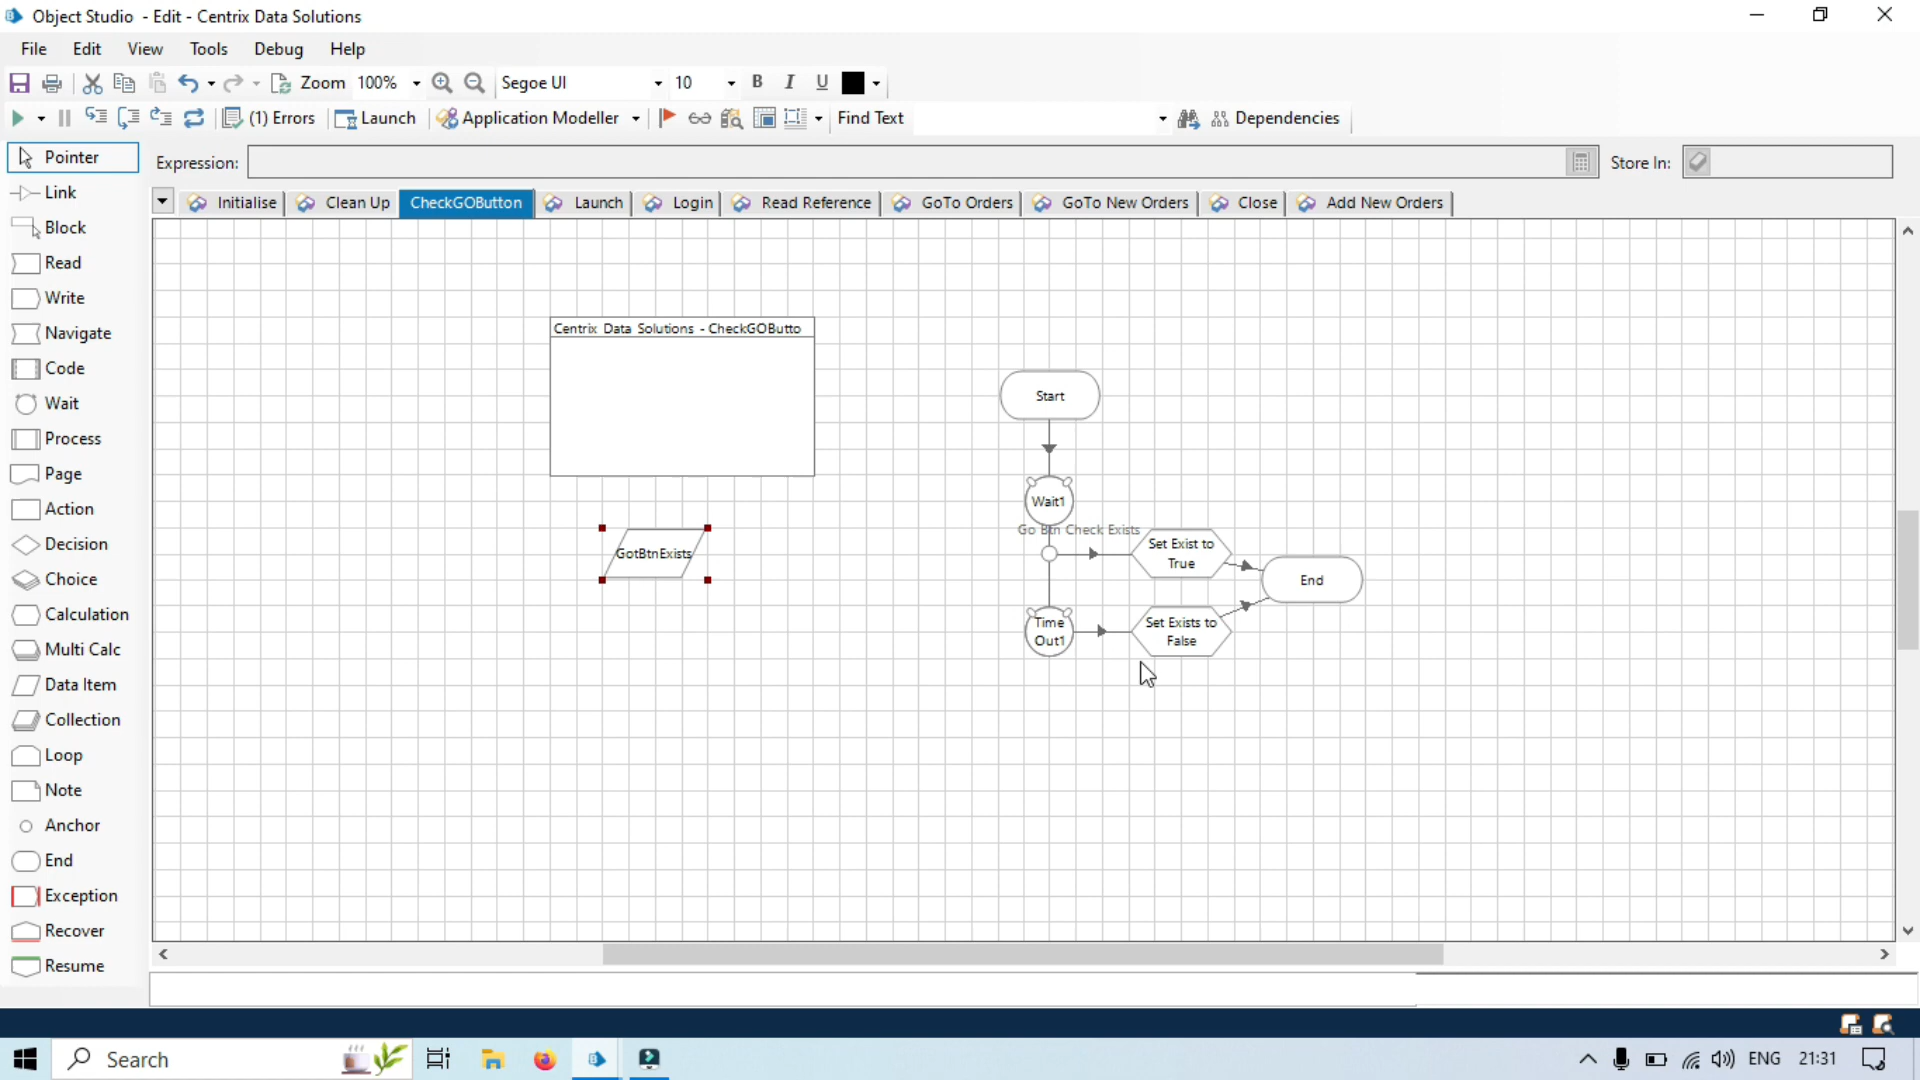 Object Studio - Edit - Centrix Data Solutions
File Edit View Tools Debug Help
Zoom 100% Segoe UI 10 B I U
(1) Errors Launch Application Modeller Find Text Dependencies
Pointer
Expression: Store In:
Link
Initialise Clean Up CheckGOButton Launch Login Read Reference GoTo Orders GoTo New Orders Close Add New Orders
Block
Read
Write
Navigate
Code
Wait
Process
Page
Action
Decision
Choice
Calculation
Multi Calc
Data Item
Collection
Loop
Note
Anchor
End
Exception
Recover
Resume
Centrix Data Solutions - CheckGOButto
GotBtnExists
Start
Wait1
Go Btn Check Exists
Set Exist to
True
End
Time
Out1
Set Exists to
False
Search
ENG 21:31